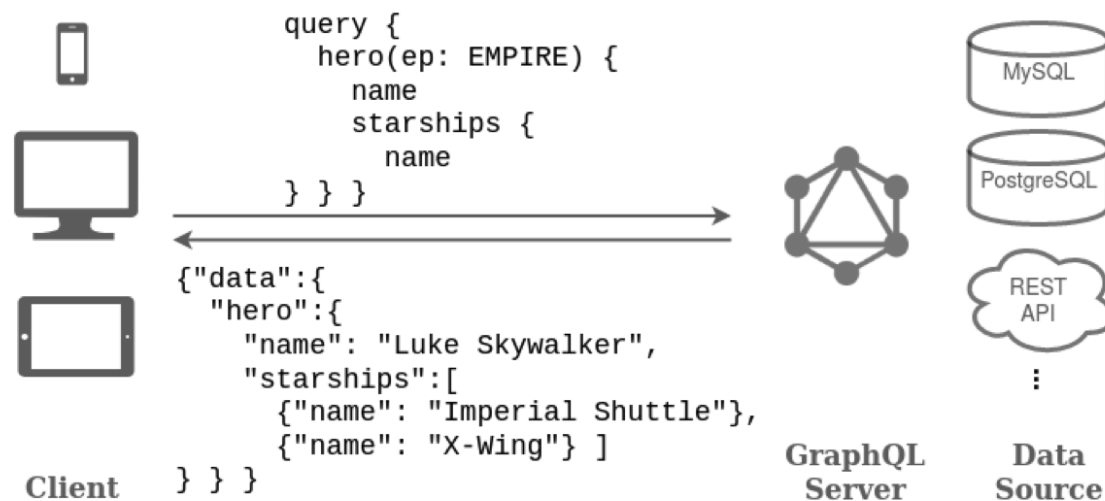 query {
  hero(ep: EMPIRE) {
    name
    starships {
      name
} } }
{"data":{
  "hero":{
    "name": "Luke Skywalker",
    "starships":[
      {"name": "Imperial Shuttle"},
      {"name": "X-Wing"} ]
} } }
Client
GraphQL
Server
MySQL
PostgreSQL
REST
API
⋮
Data
Source